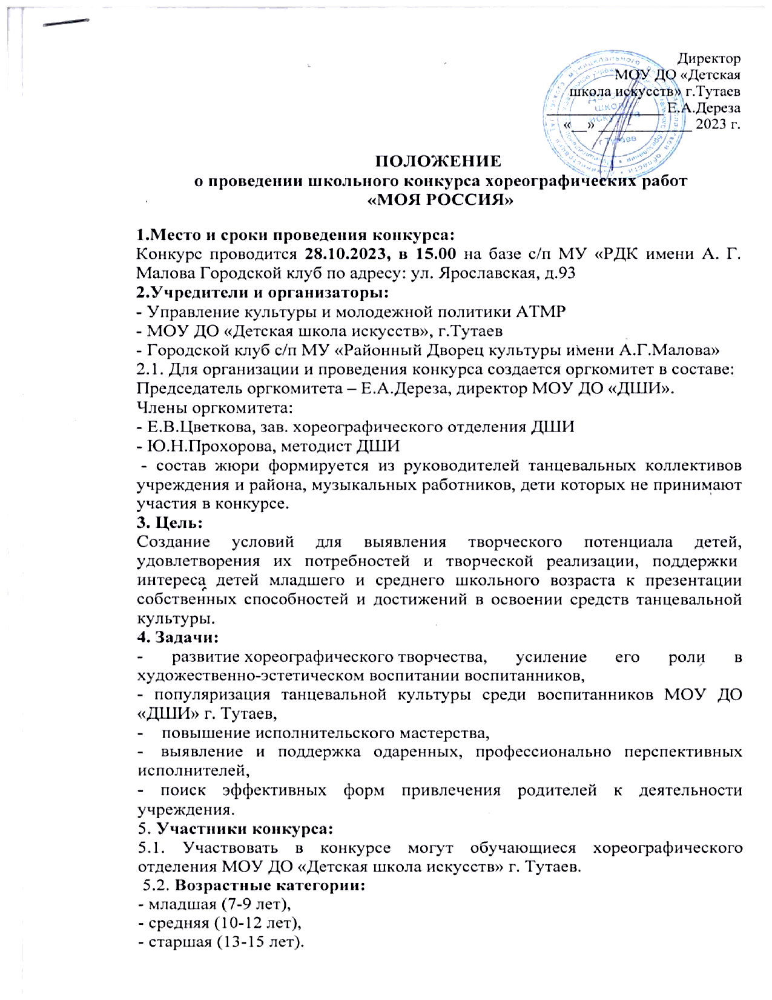 Директор
МОУ ДО «Детская
школа искусств» г.Тутаев
_______________ Е.А.Дереза
«__» ____________ 2023 г.
ПОЛОЖЕНИЕ
о проведении школьного конкурса хореографических работ
«МОЯ РОССИЯ»
1.Место и сроки проведения конкурса:
Конкурс проводится 28.10.2023, в 15.00 на базе с/п МУ «РДК имени А. Г.
Малова Городской клуб по адресу: ул. Ярославская, д.93
2.Учредители и организаторы:
- Управление культуры и молодежной политики АТМР
- МОУ ДО «Детская школа искусств», г.Тутаев
- Городской клуб с/п МУ «Районный Дворец культуры имени А.Г.Малова»
2.1. Для организации и проведения конкурса создается оргкомитет в составе:
Председатель оргкомитета – Е.А.Дереза, директор МОУ ДО «ДШИ».
Члены оргкомитета:
- Е.В.Цветкова, зав. хореографического отделения ДШИ
- Ю.Н.Прохорова, методист ДШИ
- состав жюри формируется из руководителей танцевальных коллективов
учреждения и района, музыкальных работников, дети которых не принимают
участия в конкурсе.
3. Цель:
Создание условий для выявления творческого потенциала детей,
удовлетворения их потребностей и творческой реализации, поддержки
интереса детей младшего и среднего школьного возраста к презентации
собственных способностей и достижений в освоении средств танцевальной
культуры.
4. Задачи:
- развитие хореографического творчества, усиление его роли в
художественно-эстетическом воспитании воспитанников,
- популяризация танцевальной культуры среди воспитанников МОУ ДО
«ДШИ» г. Тутаев,
- повышение исполнительского мастерства,
- выявление и поддержка одаренных, профессионально перспективных
исполнителей,
- поиск эффективных форм привлечения родителей к деятельности
учреждения.
5. Участники конкурса:
5.1. Участвовать в конкурсе могут обучающиеся хореографического
отделения МОУ ДО «Детская школа искусств» г. Тутаев.
5.2. Возрастные категории:
- младшая (7-9 лет),
- средняя (10-12 лет),
- старшая (13-15 лет).